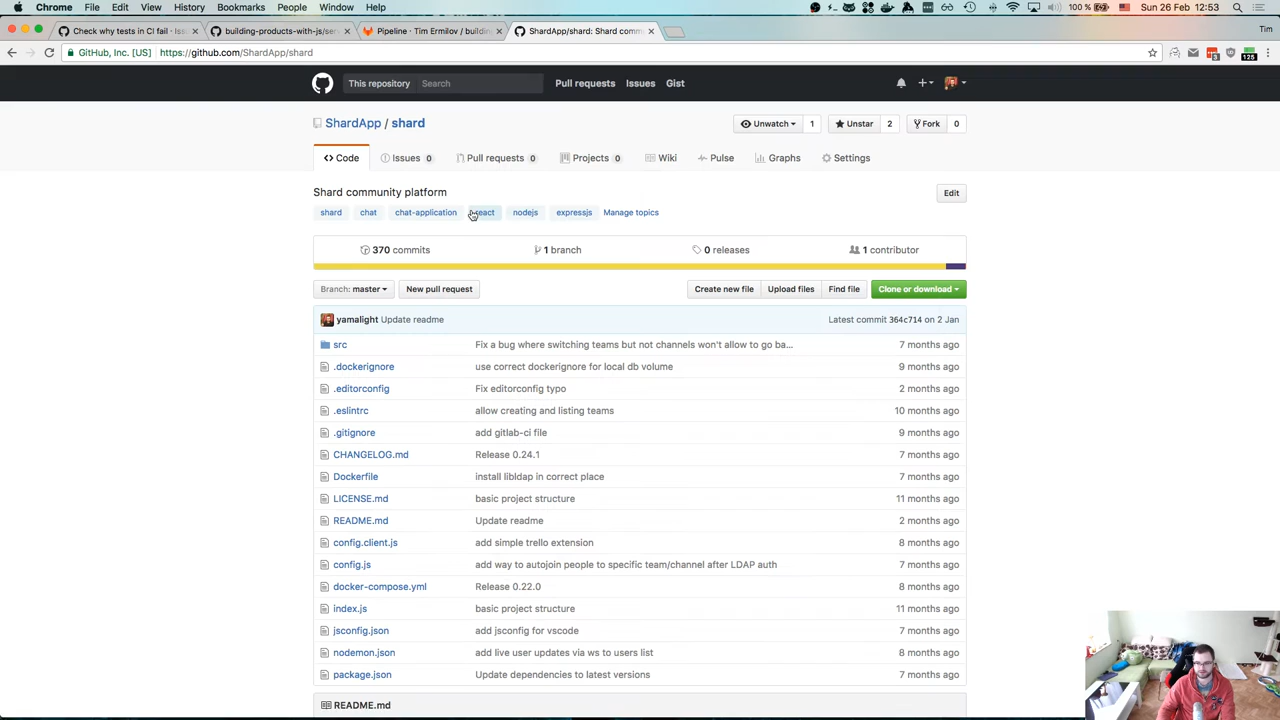 Chrome File Edit View History Bookmarks People Window Help
100 % Sun 26 Feb 12:53
Check why tests in CI fail · Iss
building-products-with-js/ser
Pipeline · Tim Ermilov / buildin
ShardApp/shard: Shard comm
Tim
GitHub, Inc. [US] https://github.com/ShardApp/shard
3
125
This repository Search Pull requests Issues Gist
ShardApp / shard
Unwatch 1 Unstar 2 Fork 0
Code Issues 0 Pull requests 0 Projects 0 Wiki Pulse Graphs Settings
Shard community platform
Edit
shard chat chat-application react nodejs expressjs Manage topics
370 commits 1 branch 0 releases 1 contributor
Branch: master New pull request Create new file Upload files Find file Clone or download
yamalight Update readme Latest commit 364c714 on 2 Jan
src Fix a bug where switching teams but not channels won't allow to go ba... 7 months ago
.dockerignore use correct dockerignore for local db volume 9 months ago
.editorconfig Fix editorconfig typo 2 months ago
.eslintrc allow creating and listing teams 10 months ago
.gitignore add gitlab-ci file 9 months ago
CHANGELOG.md Release 0.24.1 7 months ago
Dockerfile install libldap in correct place 7 months ago
LICENSE.md basic project structure 11 months ago
README.md Update readme 2 months ago
config.client.js add simple trello extension 8 months ago
config.js add way to autojoin people to specific team/channel after LDAP auth 7 months ago
docker-compose.yml Release 0.22.0 8 months ago
index.js basic project structure 11 months ago
jsconfig.json add jsconfig for vscode 7 months ago
nodemon.json add live user updates via ws to users list 8 months ago
package.json Update dependencies to latest versions 7 months ago
README.md